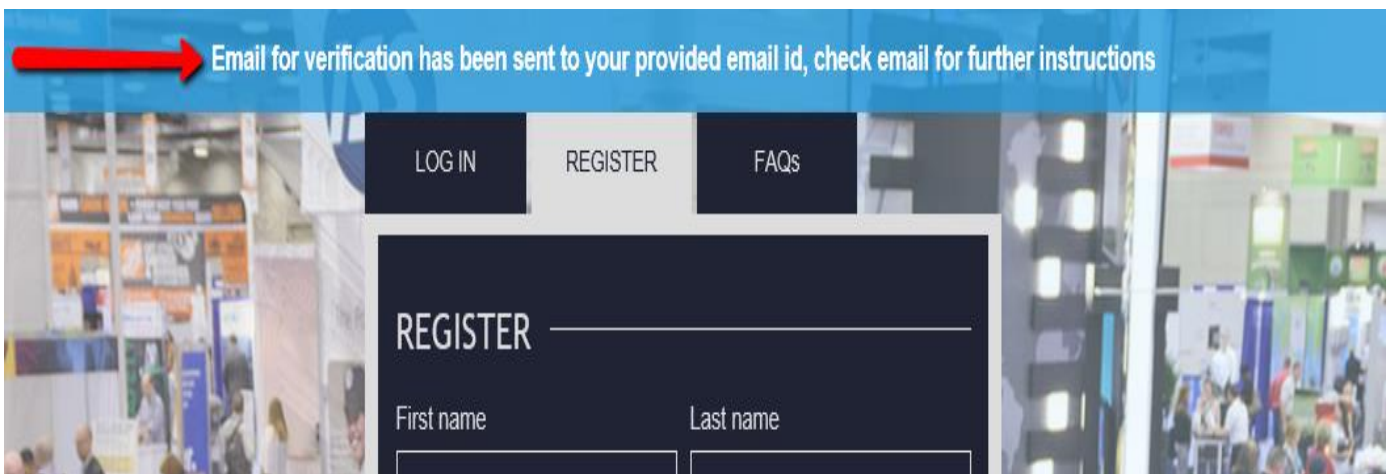 Email for verification has been sent to your provided email id, check email for further instructions
LOG IN
REGISTER
FAQs
REGISTER
First name
Last name